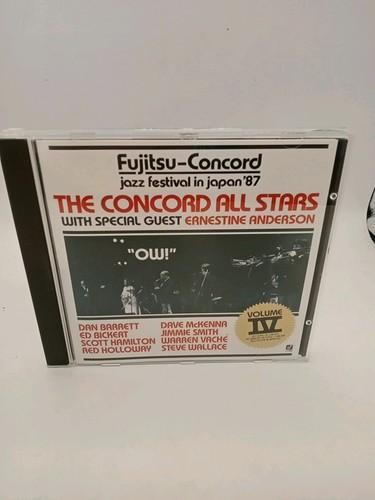 Fujitsu-Concord
jazz festival in japan '87
THE CONCORD ALL STARS
WITH SPECIAL GUEST ERNESTINE ANDERSON
"OW!"
DAN BARRETT
ED BICKERT
SCOTT HAMILTON
RED HOLLOWAY
DAVE McKENNA
JIMMIE SMITH
WARREN VACHÉ
STEVE WALLACE
VOLUME
IV